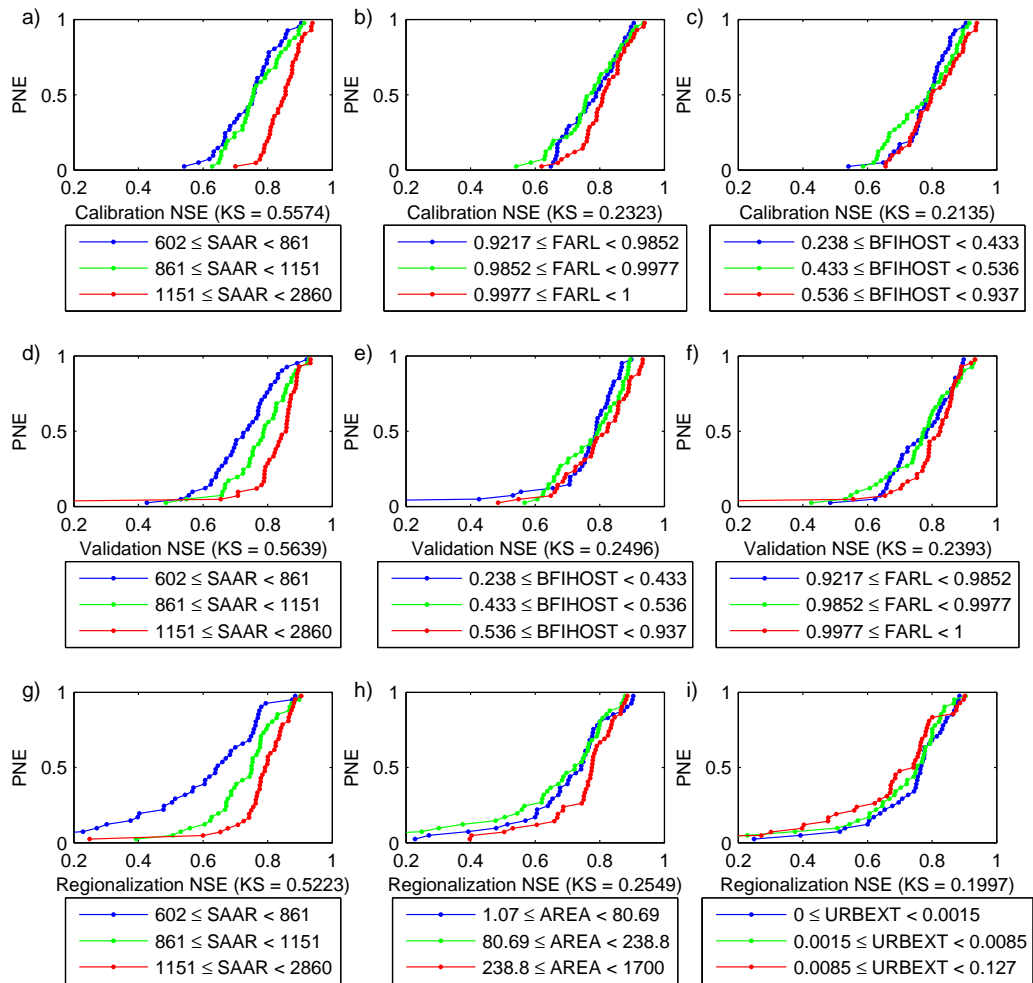 a)
PNE
1
0.5
0
0.2 0.4 0.6 0.8 1
Calibration NSE (KS = 0.5574)
602 ≤ SAAR < 861
861 ≤ SAAR < 1151
1151 ≤ SAAR < 2860
b)
PNE
1
0.5
0
0.2 0.4 0.6 0.8 1
Calibration NSE (KS = 0.2323)
0.9217 ≤ FARL < 0.9852
0.9852 ≤ FARL < 0.9977
0.9977 ≤ FARL < 1
c)
PNE
1
0.5
0
0.2 0.4 0.6 0.8 1
Calibration NSE (KS = 0.2135)
0.238 ≤ BFIHOST < 0.433
0.433 ≤ BFIHOST < 0.536
0.536 ≤ BFIHOST < 0.937
d)
PNE
1
0.5
0
0.2 0.4 0.6 0.8 1
Validation NSE (KS = 0.5639)
602 ≤ SAAR < 861
861 ≤ SAAR < 1151
1151 ≤ SAAR < 2860
e)
PNE
1
0.5
0
0.2 0.4 0.6 0.8 1
Validation NSE (KS = 0.2496)
0.238 ≤ BFIHOST < 0.433
0.433 ≤ BFIHOST < 0.536
0.536 ≤ BFIHOST < 0.937
f)
PNE
1
0.5
0
0.2 0.4 0.6 0.8 1
Validation NSE (KS = 0.2393)
0.9217 ≤ FARL < 0.9852
0.9852 ≤ FARL < 0.9977
0.9977 ≤ FARL < 1
g)
PNE
1
0.5
0
0.2 0.4 0.6 0.8 1
Regionalization NSE (KS = 0.5223)
602 ≤ SAAR < 861
861 ≤ SAAR < 1151
1151 ≤ SAAR < 2860
h)
PNE
1
0.5
0
0.2 0.4 0.6 0.8 1
Regionalization NSE (KS = 0.2549)
1.07 ≤ AREA < 80.69
80.69 ≤ AREA < 238.8
238.8 ≤ AREA < 1700
i)
PNE
1
0.5
0
0.2 0.4 0.6 0.8 1
Regionalization NSE (KS = 0.1997)
0 ≤ URBEXT < 0.0015
0.0015 ≤ URBEXT < 0.0085
0.0085 ≤ URBEXT < 0.127